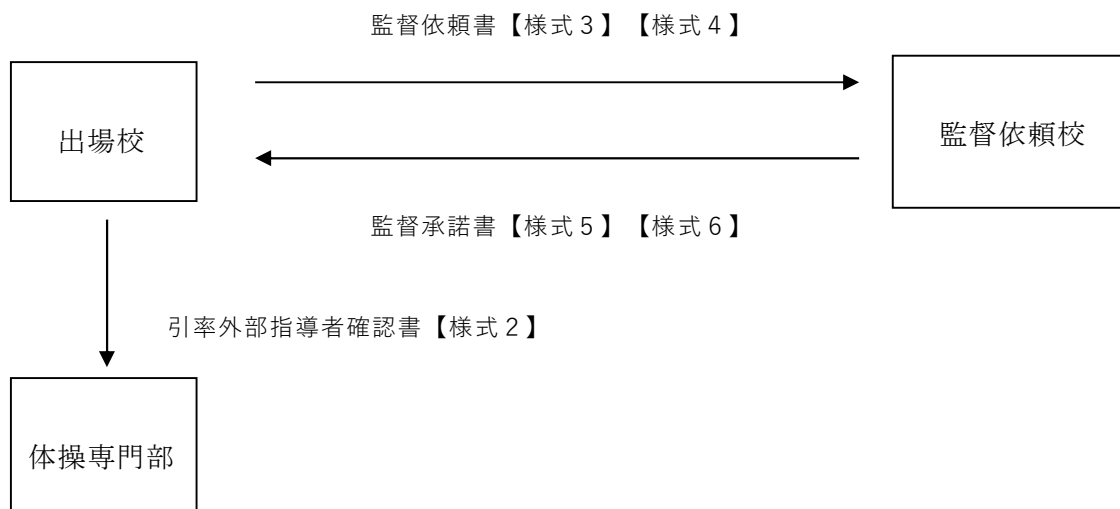 監督依頼書【様式３】【様式４】
出場校
監督依頼校
監督承諾書【様式５】【様式６】
引率外部指導者確認書【様式２】
体操専門部